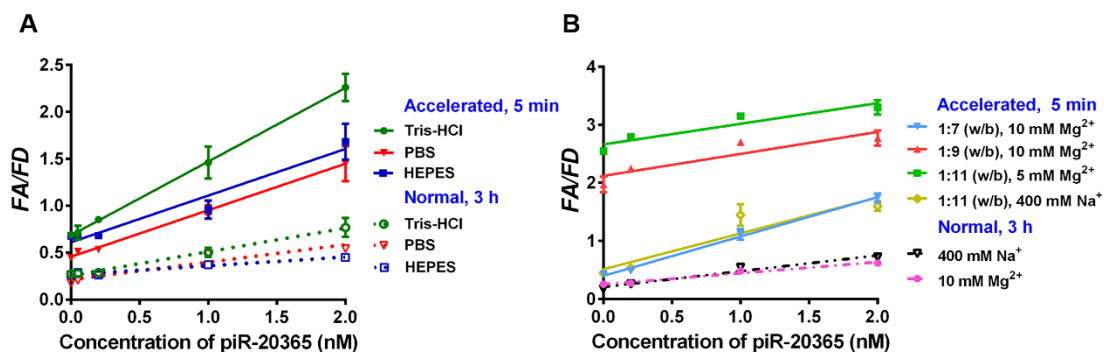 A
FA/FD
2.5
2.0
1.5
1.0
0.5
0.0
0.0
0.5
1.0
1.5
2.0
Concentration of piR-20365 (nM)
Accelerated, 5 min
Tris-HCl
PBS
HEPES
Normal, 3 h
Tris-HCl
PBS
HEPES
B
FA/FD
4
3
2
1
0
0.0
0.5
1.0
1.5
2.0
Concentration of piR-20365 (nM)
Accelerated, 5 min
1:7 (w/b), 10 mM Mg²⁺
1:9 (w/b), 10 mM Mg²⁺
1:11 (w/b), 5 mM Mg²⁺
1:11 (w/b), 400 mM Na⁺
Normal, 3 h
400 mM Na⁺
10 mM Mg²⁺